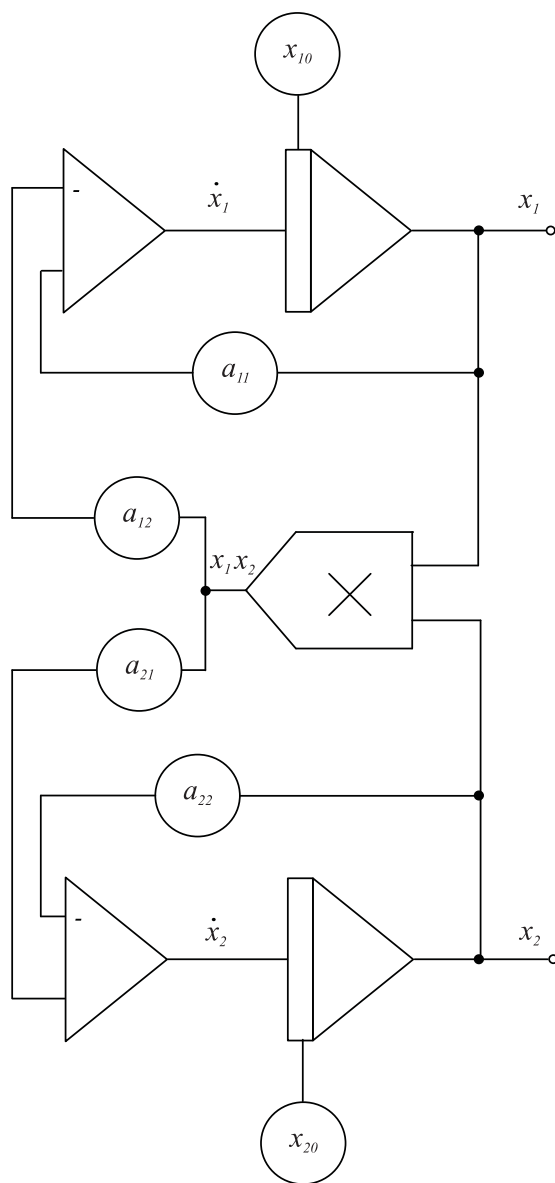 x₁₀
-
ẋ₁
x₁
a₁₁
a₁₂
x₁x₂
a₂₁
a₂₂
-
ẋ₂
x₂
x₂₀